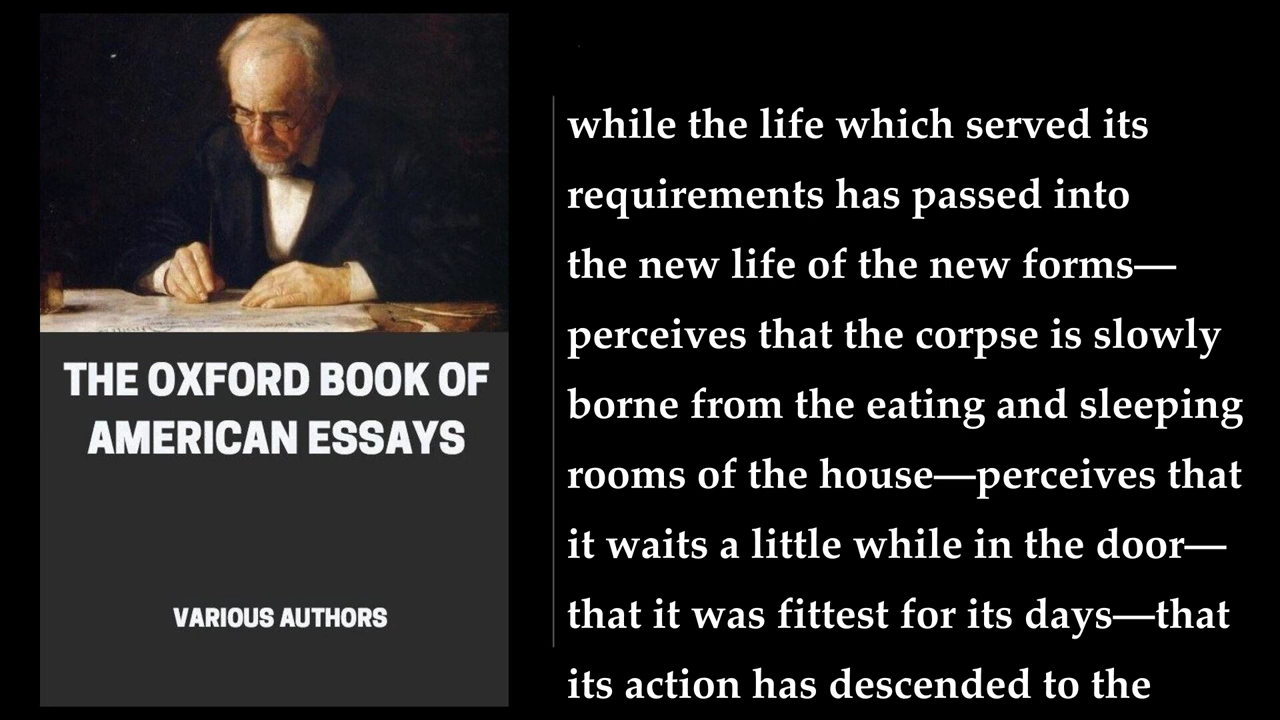 THE OXFORD BOOK OF
AMERICAN ESSAYS
VARIOUS AUTHORS
while the life which served its
requirements has passed into
the new life of the new forms—
perceives that the corpse is slowly
borne from the eating and sleeping
rooms of the house—perceives that
it waits a little while in the door—
that it was fittest for its days—that
its action has descended to the